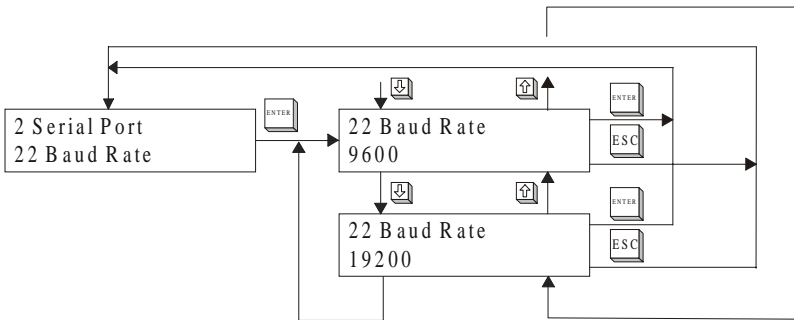 ENTER
2 Serial Port
22 Baud Rate
22 Baud Rate
9600
ENTER
ESC
22 Baud Rate
19200
ENTER
ESC